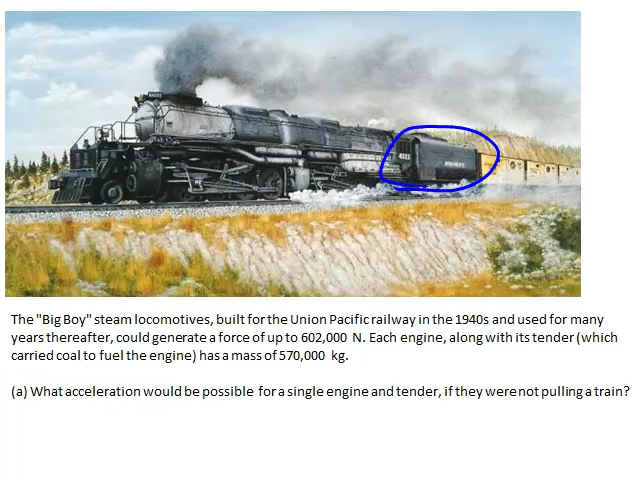 4023
The "Big Boy" steam locomotives, built for the Union Pacific railway in the 1940s and used for many
years thereafter, could generate a force of up to 602,000 N. Each engine, along with its tender (which
carried coal to fuel the engine) has a mass of 570,000 kg.
(a) What acceleration would be possible for a single engine and tender, if they were not pulling a train?